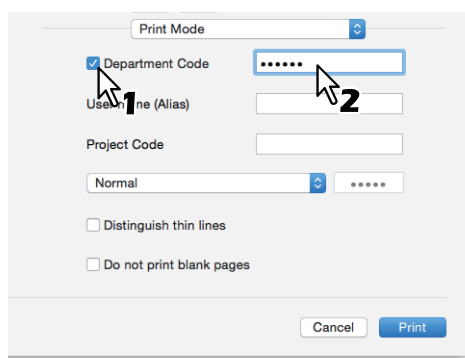 Print Mode
Department Code ••••••
1
2
User name (Alias)
Project Code
Normal •••••
Distinguish thin lines
Do not print blank pages
Cancel Print